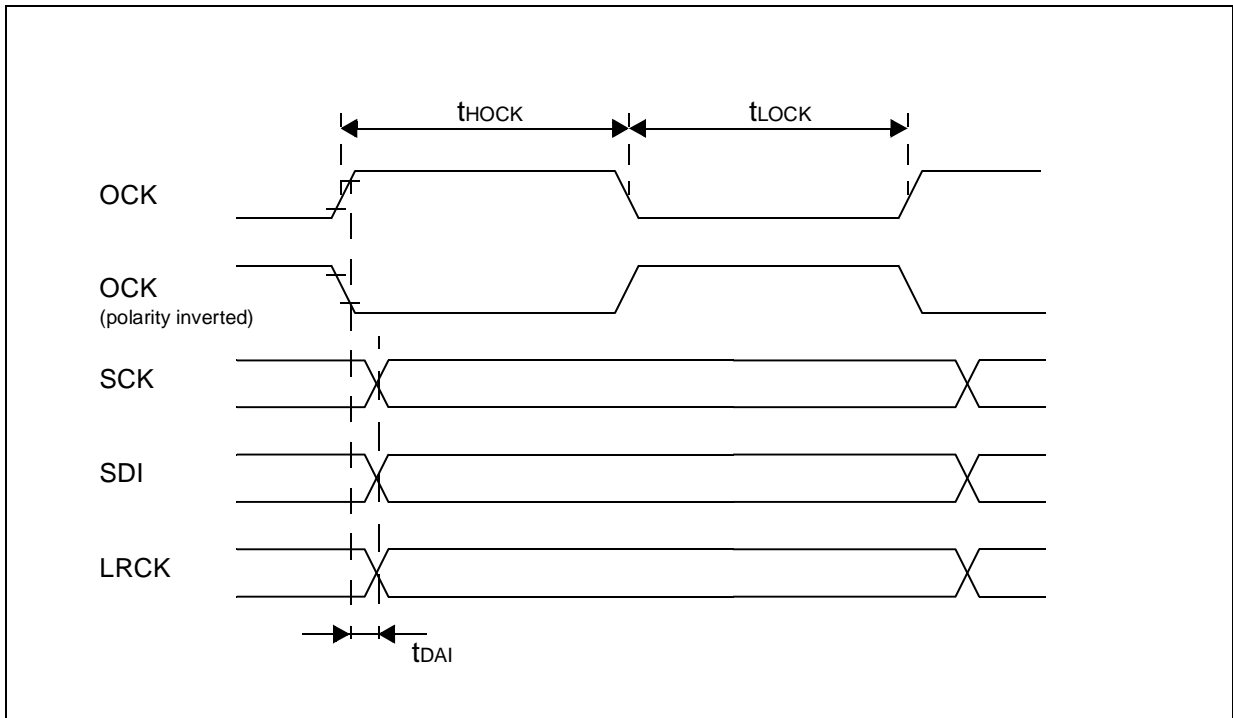 tHOCK
tLOCK
OCK
OCK
(polarity inverted)
SCK
SDI
LRCK
tDAI